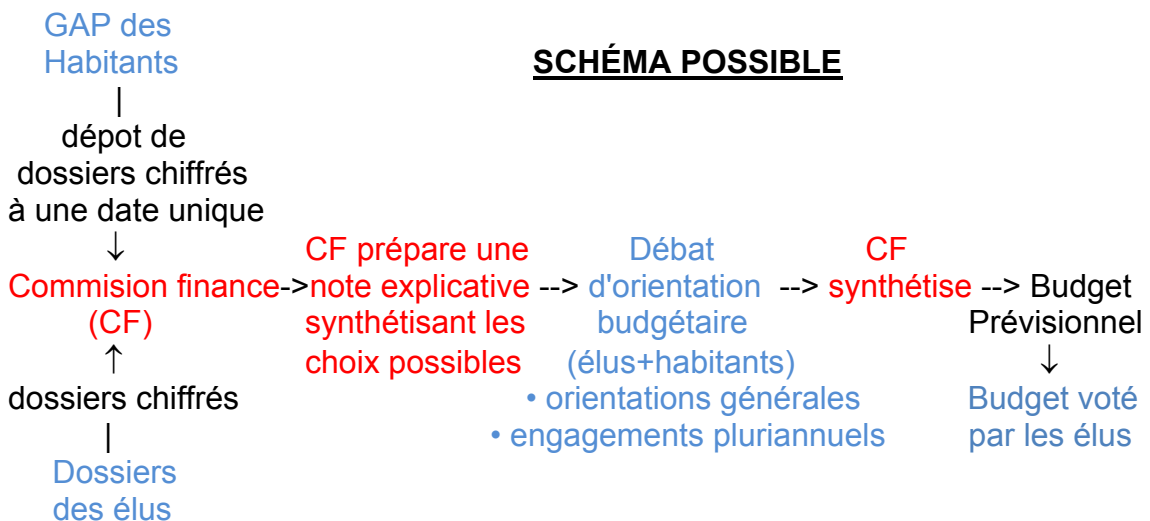 GAP des
Habitants
SCHÉMA POSSIBLE
|
dépot de
dossiers chiffrés
à une date unique
↓
Commision finance->
(CF)
↑
dossiers chiffrés
|
Dossiers
des élus
CF prépare une
note explicative -->
synthétisant les
choix possibles
Débat
d'orientation -->
budgétaire
(élus+habitants)
• orientations générales
• engagements pluriannuels
CF
synthétise -->
Budget
Prévisionnel
↓
Budget voté
par les élus